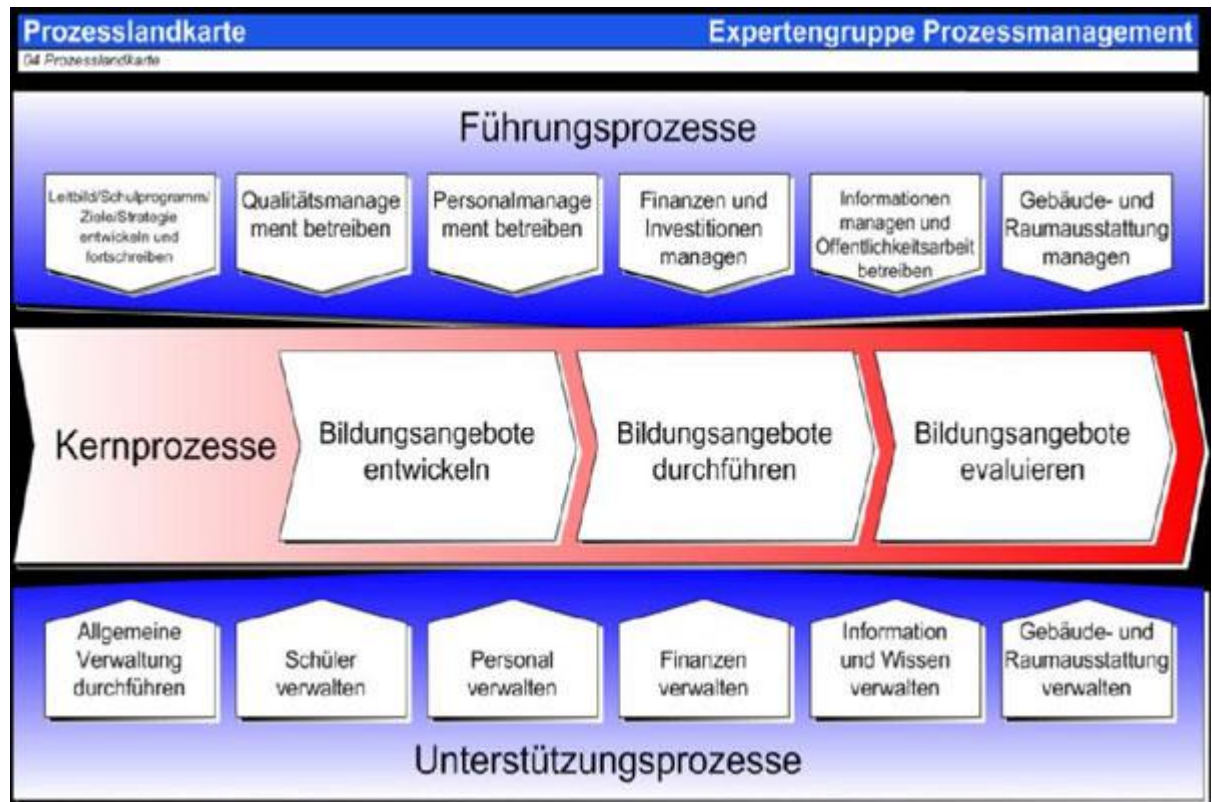 Prozesslandkarte
Expertengruppe Prozessmanagement
04 Prozesslandkarte
Führungsprozesse
Leitbild/Schulprogramm/
Ziele/Strategie
entwickeln und
fortschreiben
Qualitätsmanage
ment betreiben
Personalmanage
ment betreiben
Finanzen und
Investitionen
managen
Informationen
managen und
Öffentlichkeitsarbeit
betreiben
Gebäude- und
Raumausstattung
managen
Kernprozesse
Bildungsangebote
entwickeln
Bildungsangebote
durchführen
Bildungsangebote
evaluieren
Allgemeine
Verwaltung
durchführen
Schüler
verwalten
Personal
verwalten
Finanzen
verwalten
Information
und Wissen
verwalten
Gebäude- und
Raumausstattung
verwalten
Unterstützungsprozesse